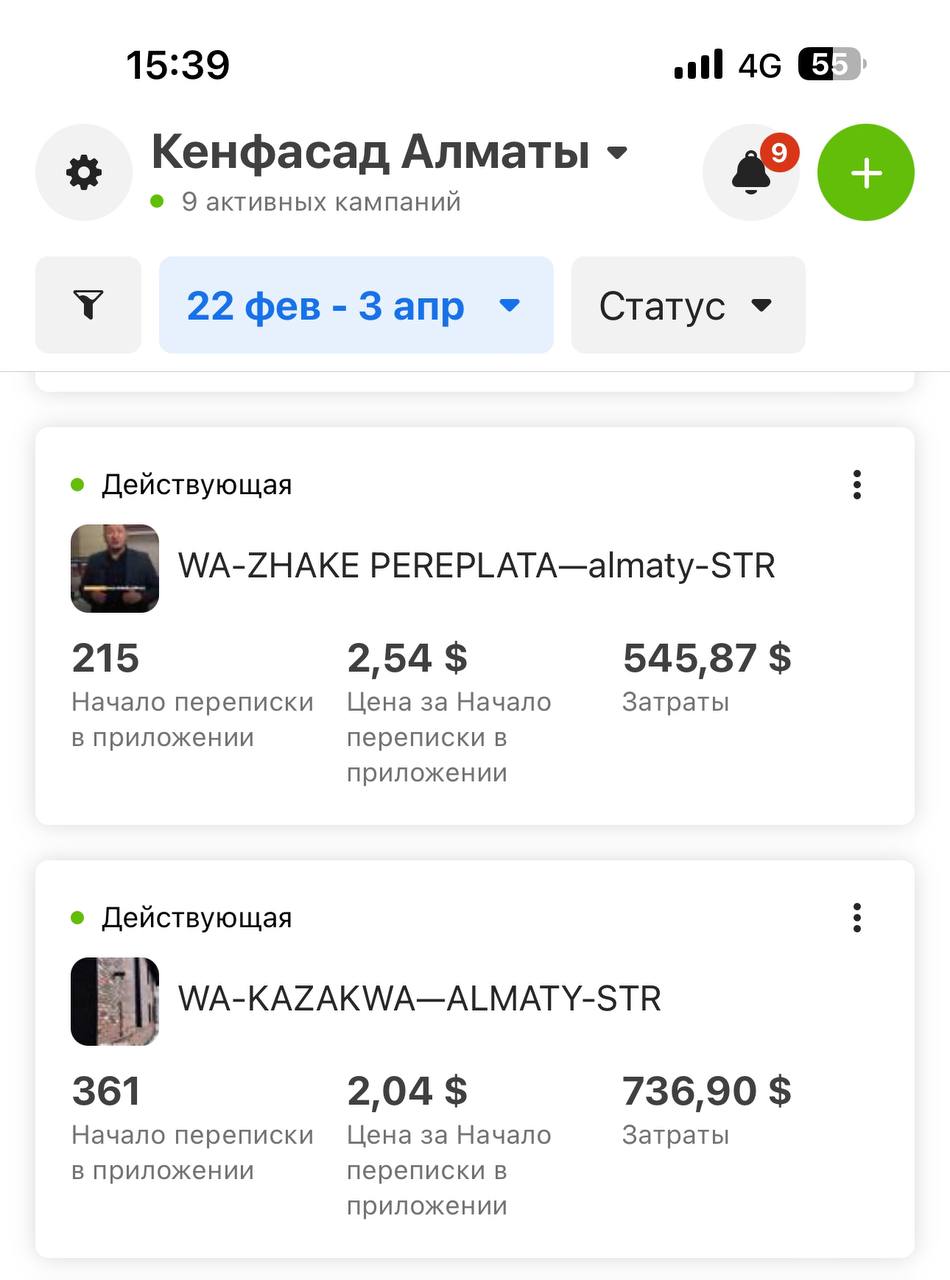 15:39
4G 55
Кенфасад Алматы
9
9 активных кампаний
22 фев - 3 апр
Статус
Действующая
WA-ZHAKE PEREPLATA—almaty-STR
215 2,54 $ 545,87 $
Начало переписки Цена за Начало Затраты
в приложении переписки в
приложении
Действующая
WA-KAZAKWA—ALMATY-STR
361 2,04 $ 736,90 $
Начало переписки Цена за Начало Затраты
в приложении переписки в
приложении